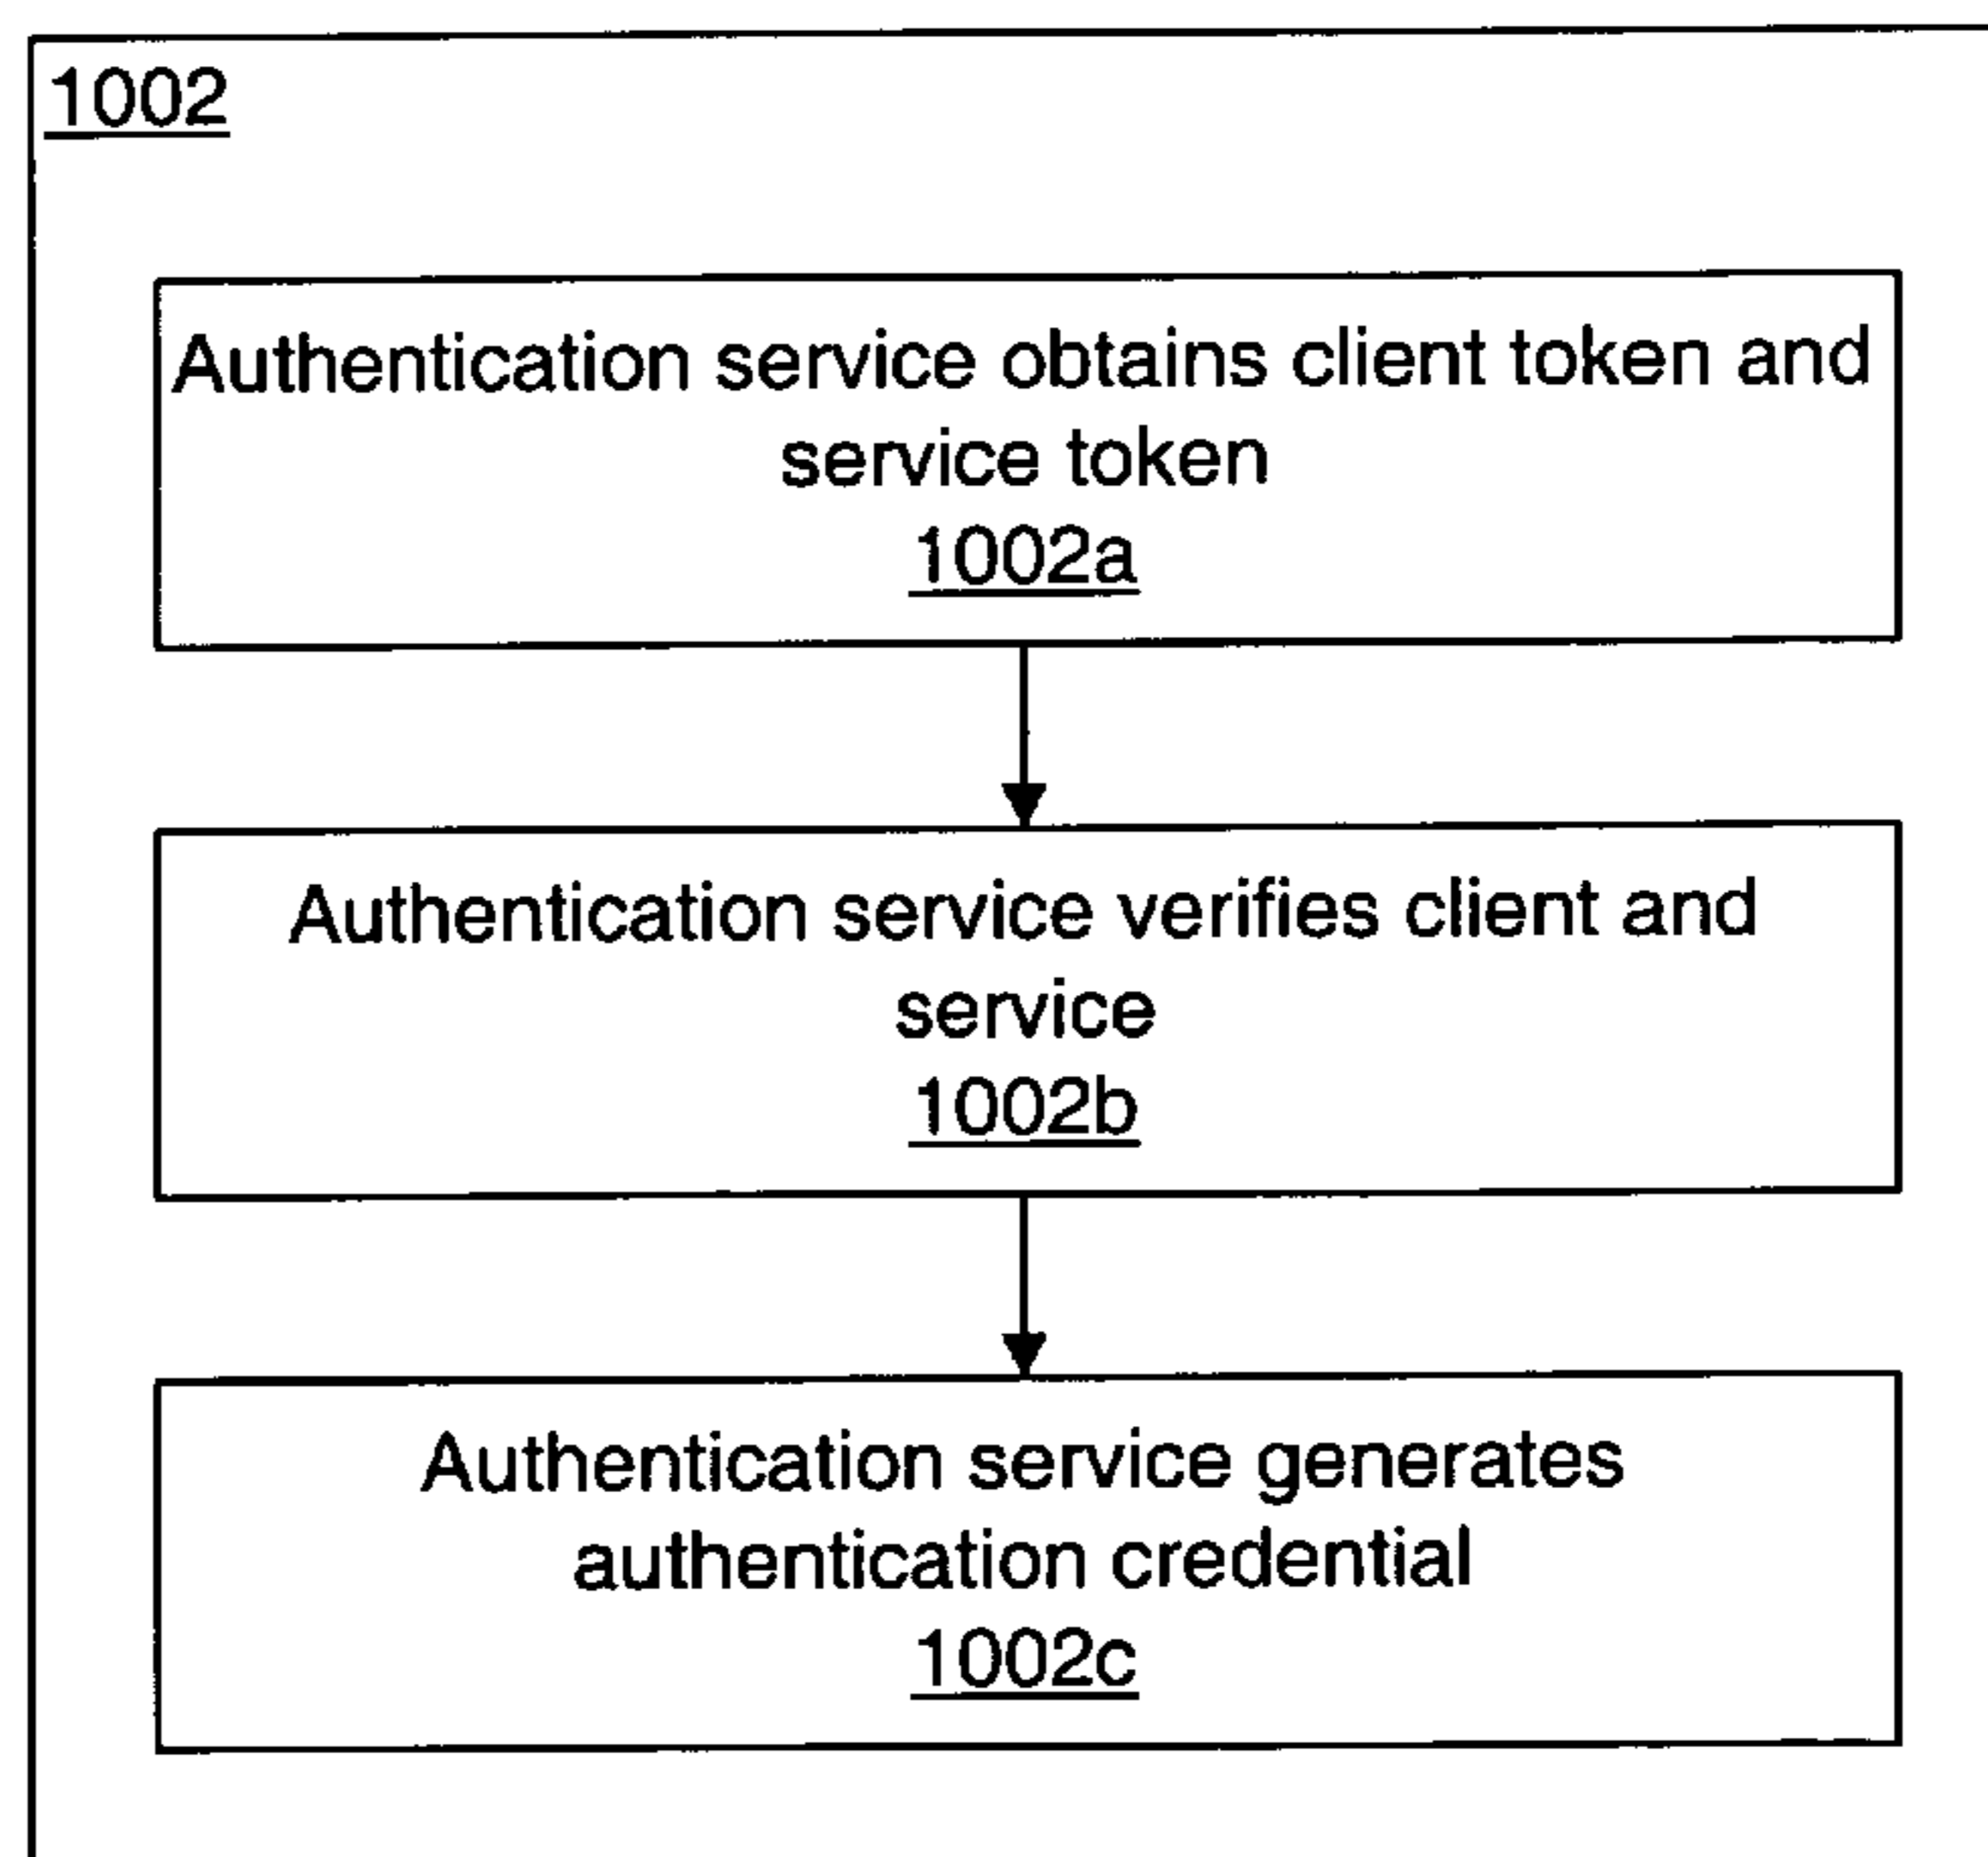 1002
Authentication service obtains client token and
service token
1002a
Authentication service verifies client and
service
1002b
Authentication service generates
authentication credential
1002c